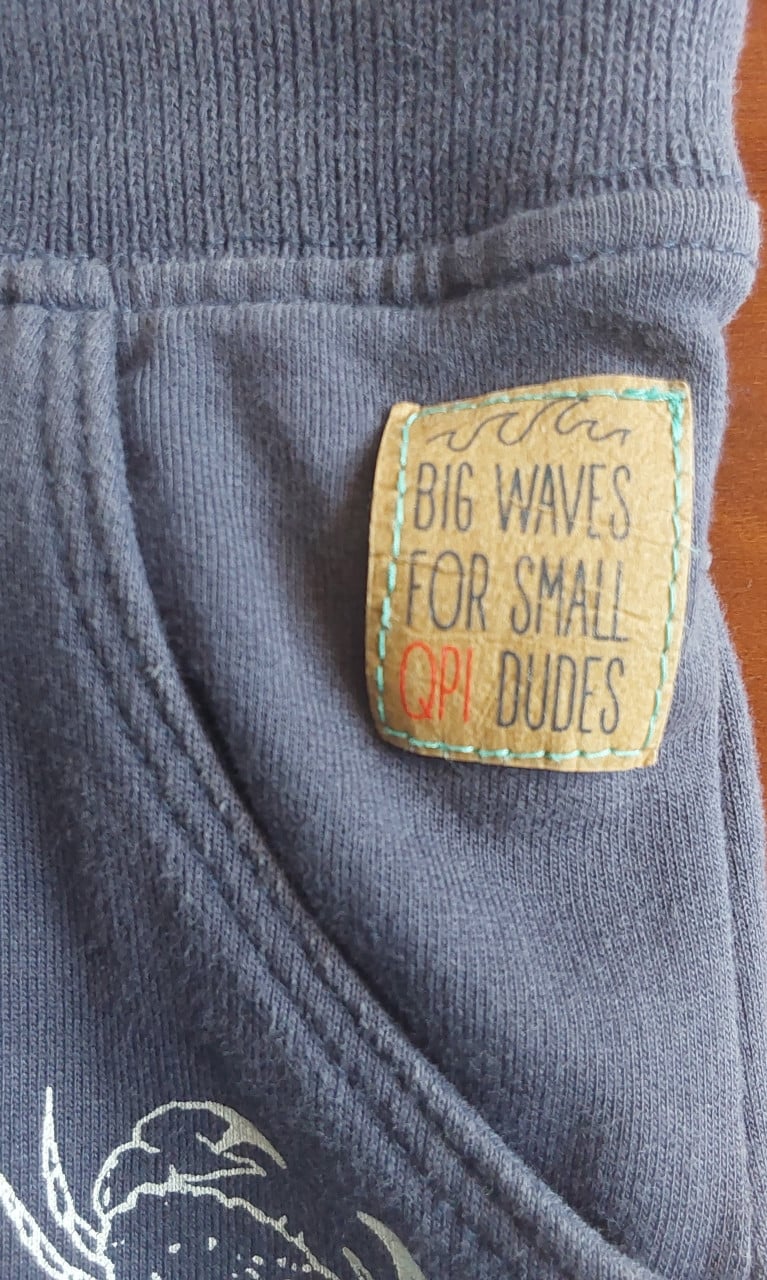 BIG WAVES
FOR SMALL
QPI DUDES